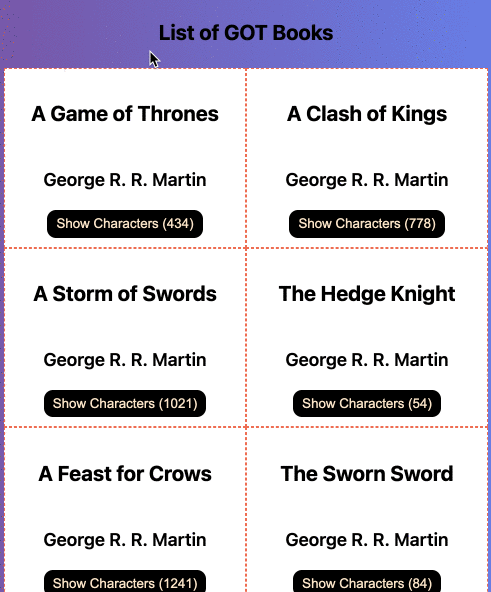 List of GOT Books
A Game of Thrones
George R. R. Martin
Show Characters (434)
A Clash of Kings
George R. R. Martin
Show Characters (778)
A Storm of Swords
George R. R. Martin
Show Characters (1021)
The Hedge Knight
George R. R. Martin
Show Characters (54)
A Feast for Crows
George R. R. Martin
Show Characters (1241)
The Sworn Sword
George R. R. Martin
Show Characters (84)